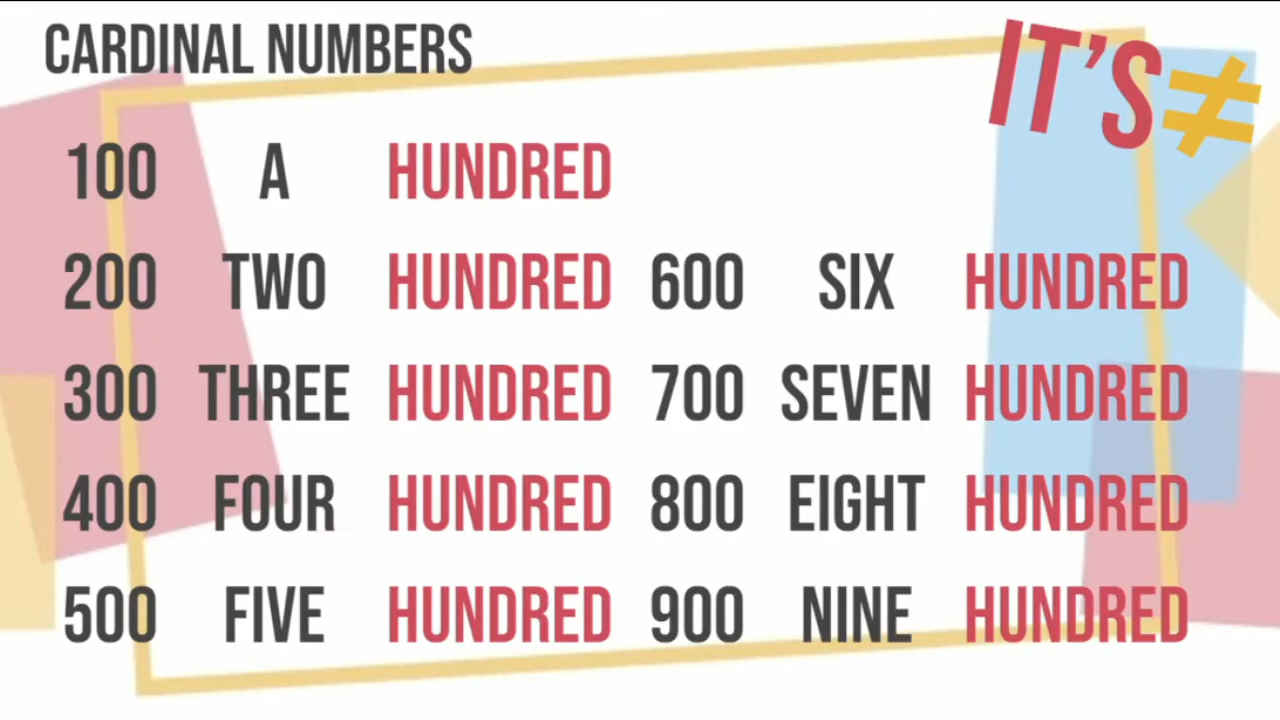 CARDINAL NUMBERS
IT'S ≠
100 A HUNDRED
200 TWO HUNDRED 600 SIX HUNDRED
300 THREE HUNDRED 700 SEVEN HUNDRED
400 FOUR HUNDRED 800 EIGHT HUNDRED
500 FIVE HUNDRED 900 NINE HUNDRED